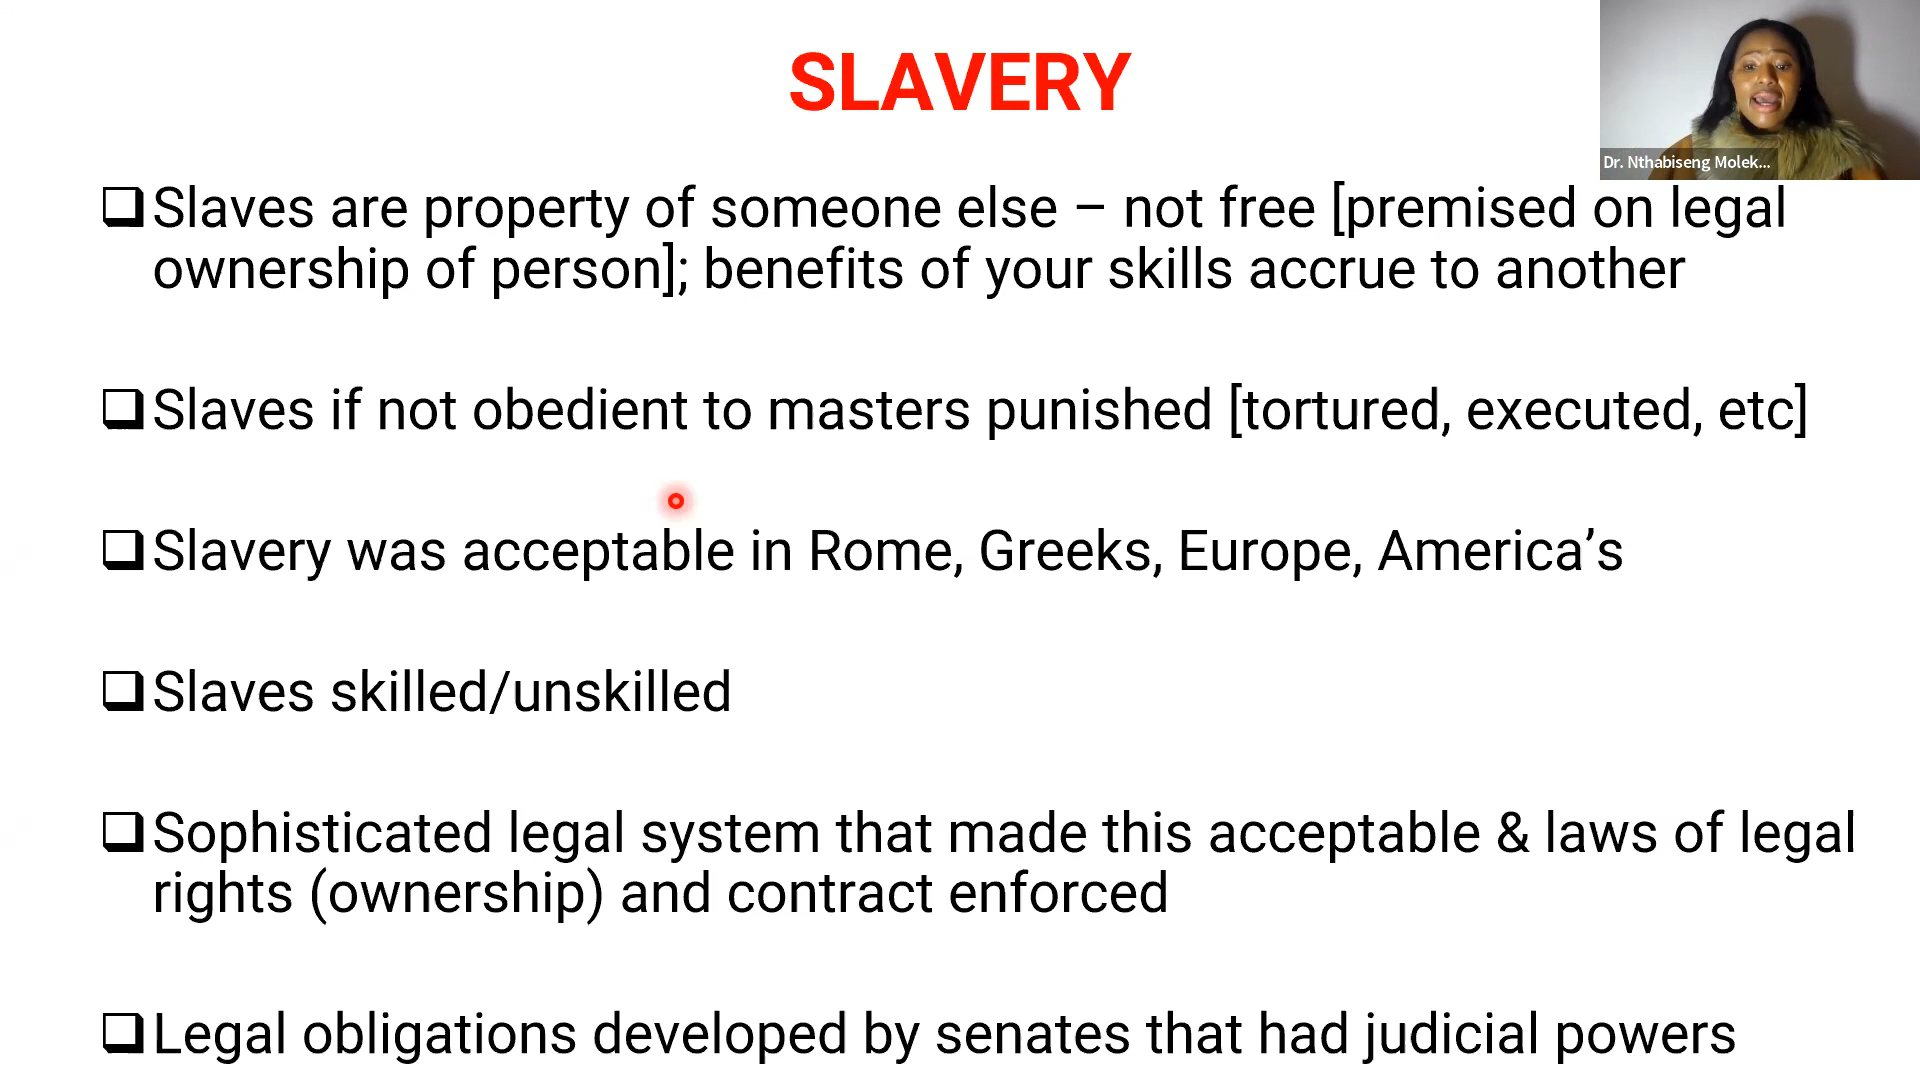 SLAVERY
Dr. Nthabiseng Molek...
❑Slaves are property of someone else – not free [premised on legal
ownership of person]; benefits of your skills accrue to another
❑Slaves if not obedient to masters punished [tortured, executed, etc]
❑Slavery was acceptable in Rome, Greeks, Europe, America’s
❑Slaves skilled/unskilled
❑Sophisticated legal system that made this acceptable & laws of legal
rights (ownership) and contract enforced
❑Legal obligations developed by senates that had judicial powers